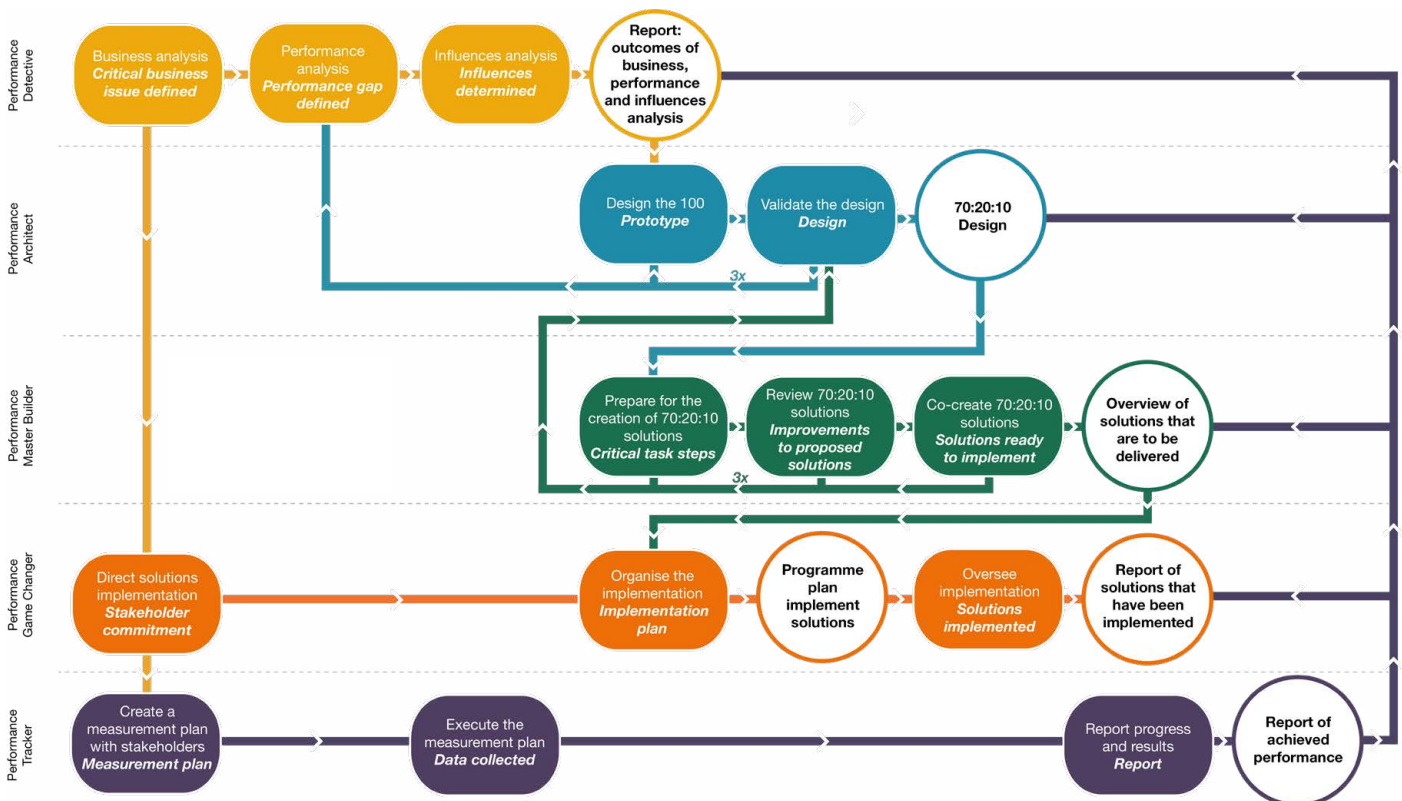 Performance
Detective
Business analysis
Critical business
issue defined
Performance
analysis
Performance gap
defined
Influences analysis
Influences
determined
Report:
outcomes of
business,
performance
and influences
analysis
Performance
Architect
Design the 100
Prototype
Validate the design
Design
70:20:10
Design
3x
Performance
Master Builder
Prepare for the
creation of 70:20:10
solutions
Critical task steps
Review 70:20:10
solutions
Improvements
to proposed
solutions
Co-create 70:20:10
solutions
Solutions ready
to implement
Overview of
solutions that
are to be
delivered
3x
Performance
Game Changer
Direct solutions
implementation
Stakeholder
commitment
Organise the
implementation
Implementation
plan
Programme
plan
implement
solutions
Oversee
implementation
Solutions
implemented
Report of
solutions that
have been
implemented
Performance
Tracker
Create a
measurement plan
with stakeholders
Measurement plan
Execute the
measurement plan
Data collected
Report progress
and results
Report
Report of
achieved
performance